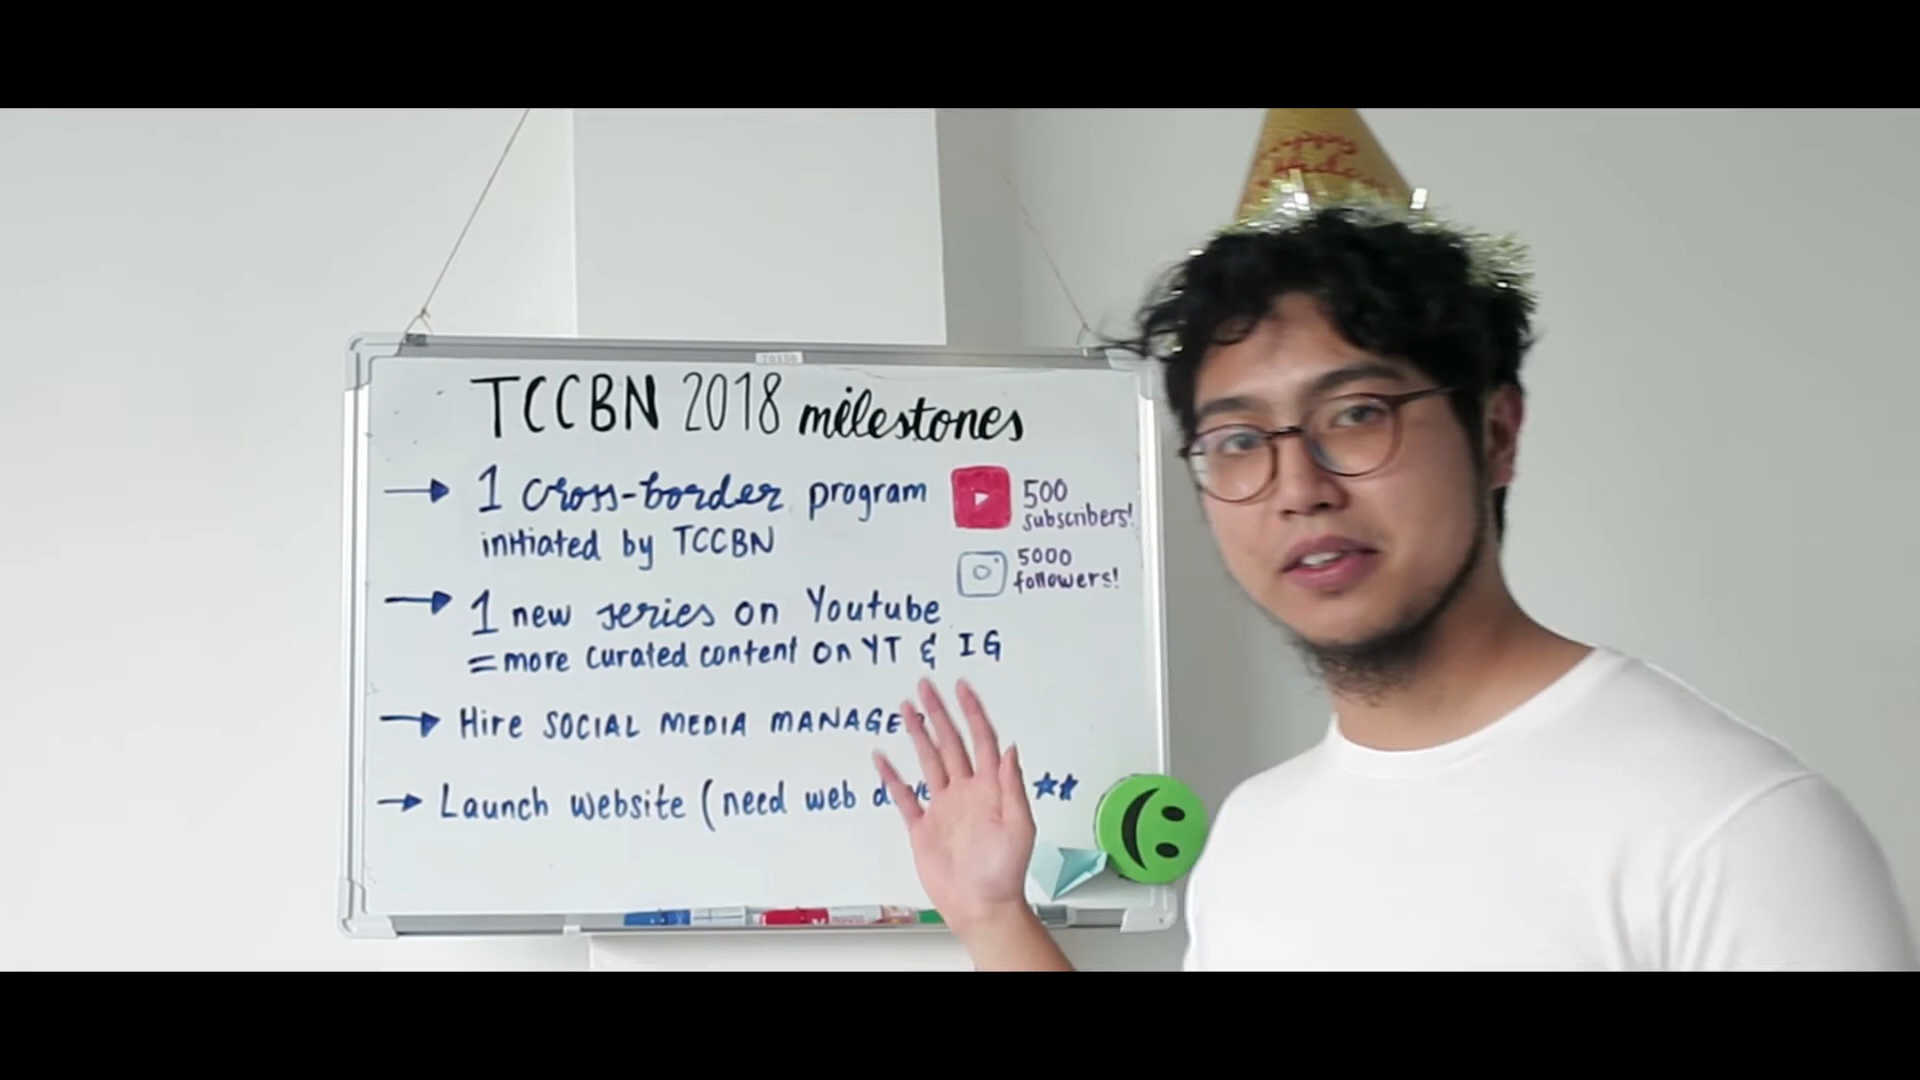 TCCBN 2018 milestones
→ 1 cross-border program
initiated by TCCBN
500
subscribers!
5000
followers!
→ 1 new series on Youtube
= more curated content on YT & IG
→ Hire SOCIAL MEDIA MANAGER
→ Launch website (need web